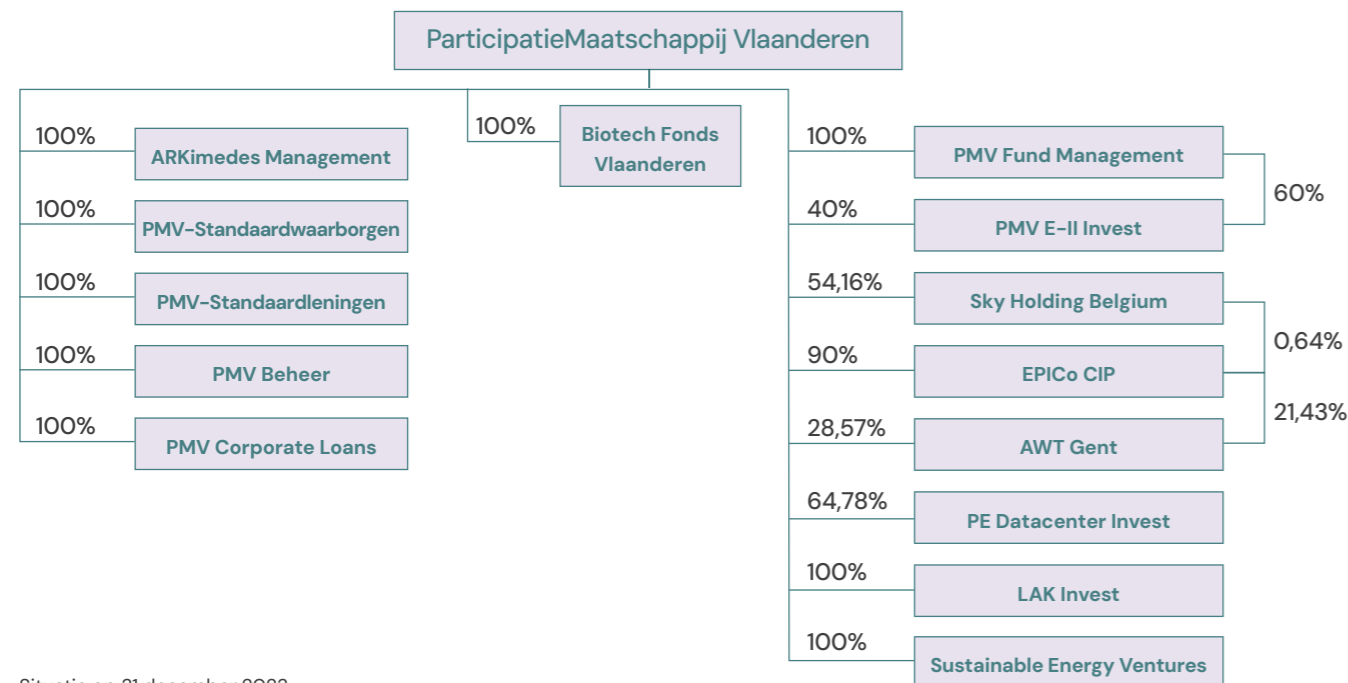 ParticipatieMaatschappij Vlaanderen
100%
ARKimedes Management
100%
PMV-Standaardwaarborgen
100%
PMV-Standaardleningen
100%
PMV Beheer
100%
PMV Corporate Loans
100%
Biotech Fonds
Vlaanderen
100%
PMV Fund Management
60%
40%
PMV E-II Invest
54,16%
Sky Holding Belgium
0,64%
90%
EPICo CIP
21,43%
28,57%
AWT Gent
64,78%
PE Datacenter Invest
100%
LAK Invest
100%
Sustainable Energy Ventures